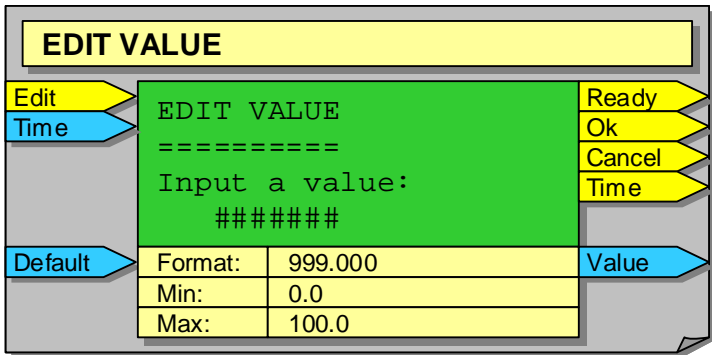 EDIT VALUE
Edit
Time
EDIT VALUE
==========
Input a value:
#######
Ready
Ok
Cancel
Time
Default
Format: 999.000
Min: 0.0
Max: 100.0
Value